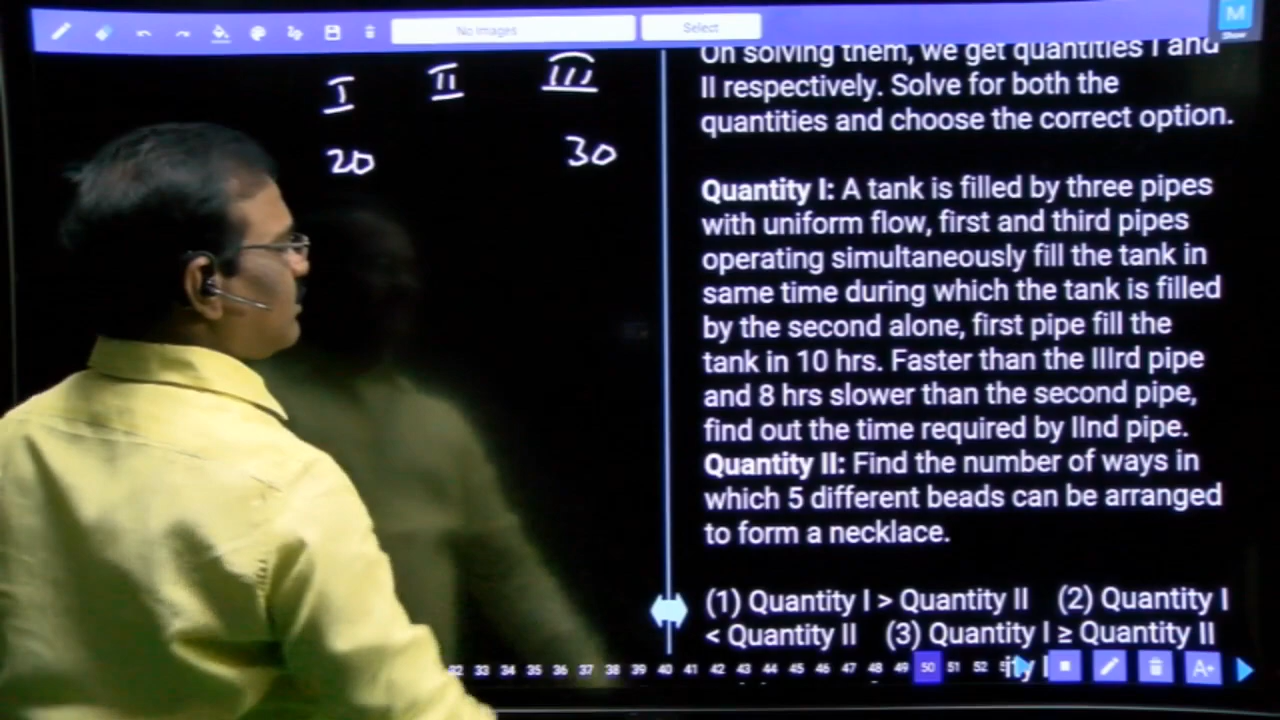 No Images
Select
M
Show
I II III
20 30
On solving them, we get quantities I and
II respectively. Solve for both the
quantities and choose the correct option.
Quantity I: A tank is filled by three pipes
with uniform flow, first and third pipes
operating simultaneously fill the tank in
same time during which the tank is filled
by the second alone, first pipe fill the
tank in 10 hrs. Faster than the IIIrd pipe
and 8 hrs slower than the second pipe,
find out the time required by IInd pipe.
Quantity II: Find the number of ways in
which 5 different beads can be arranged
to form a necklace.
(1) Quantity I > Quantity II (2) Quantity I
< Quantity II (3) Quantity I ≥ Quantity II
32 33 34 35 36 37 38 39 40 41 42 43 44 45 46 47 48 49 50 51 52
A+